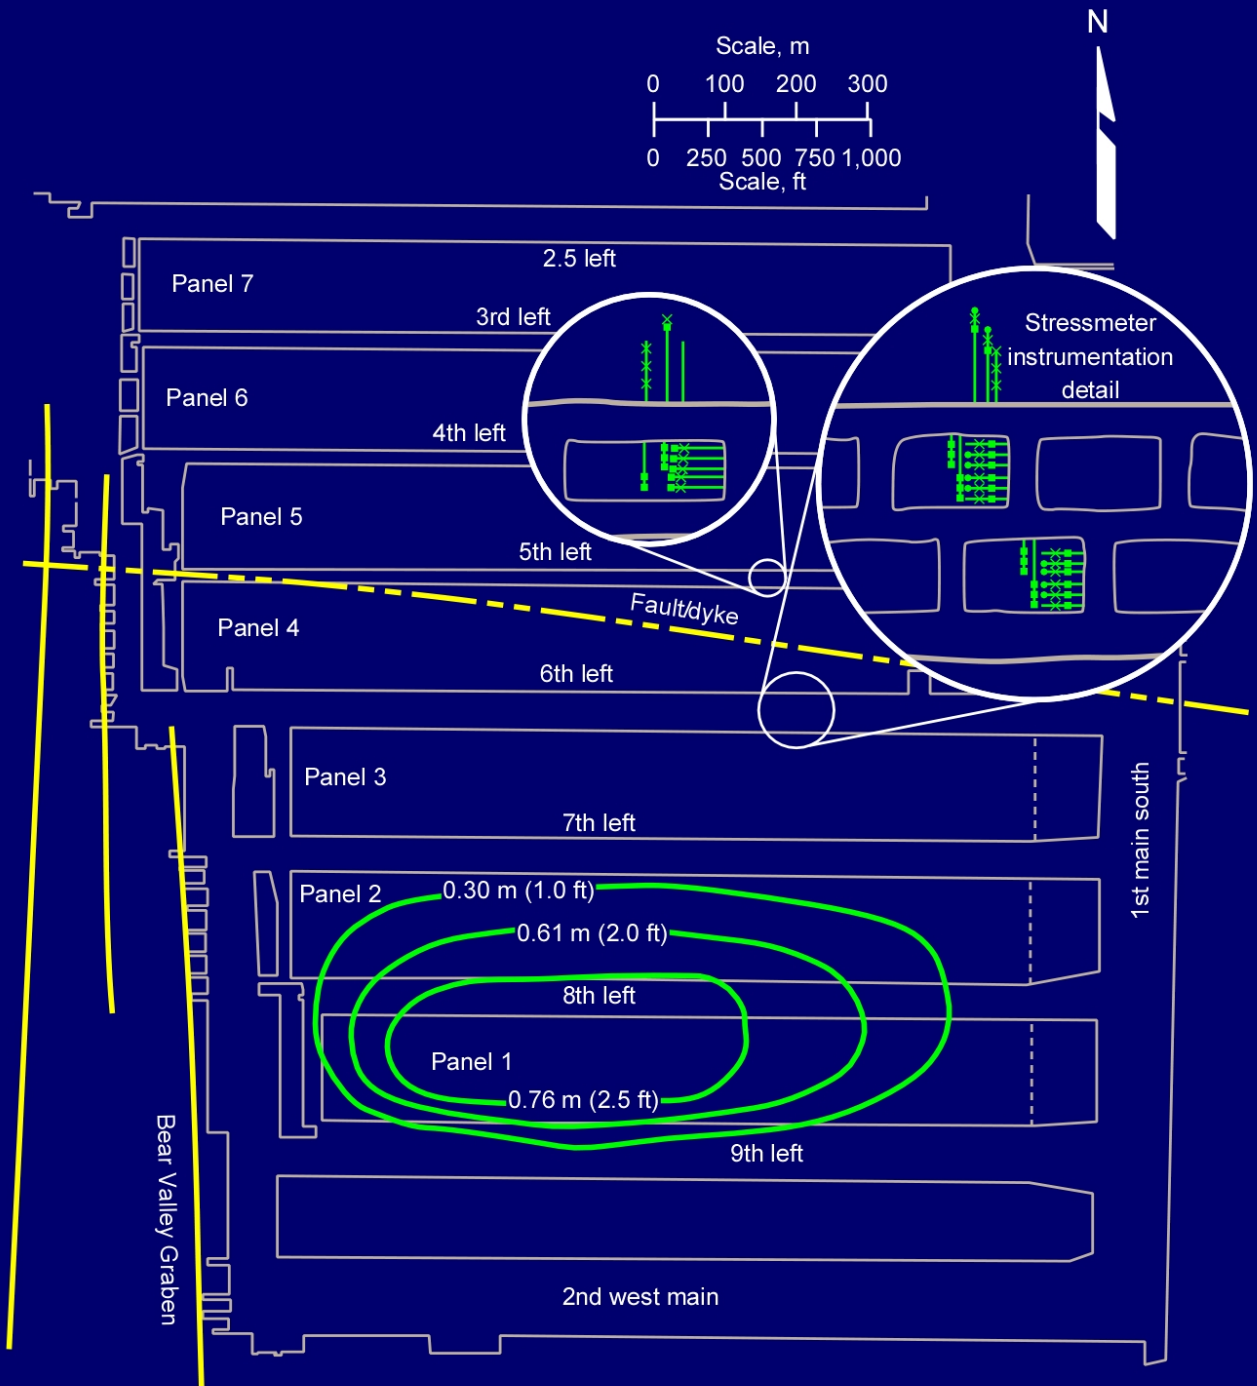 N
Scale, m
0 100 200 300
0 250 500 750 1,000
Scale, ft
2.5 left
Panel 7
3rd left
Stressmeter
instrumentation
detail
Panel 6
4th left
Panel 5
5th left
Fault/dyke
Panel 4
6th left
Panel 3
7th left
1st main south
Panel 2
0.30 m (1.0 ft)
0.61 m (2.0 ft)
8th left
Panel 1
0.76 m (2.5 ft)
9th left
Bear Valley Graben
2nd west main